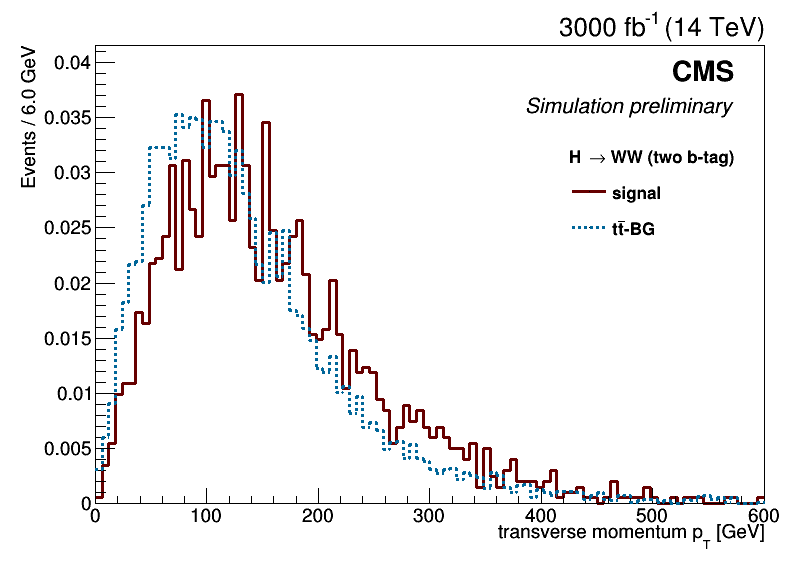 3000 fb-1 (14 TeV)
Events / 6.0 GeV
0.04
0.035
0.03
0.025
0.02
0.015
0.01
0.005
0
CMS
Simulation preliminary
H → WW (two b-tag)
signal
tt̄-BG
0 100 200 300 400 500 600
transverse momentum pT [GeV]